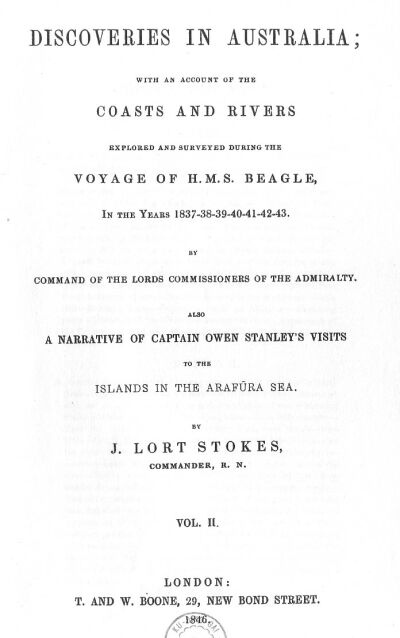 DISCOVERIES IN AUSTRALIA;
WITH AN ACCOUNT OF THE
COASTS AND RIVERS
EXPLORED AND SURVEYED DURING THE
VOYAGE OF H.M.S. BEAGLE,
IN THE YEARS 1837-38-39-40-41-42-43.
BY
COMMAND OF THE LORDS COMMISSIONERS OF THE ADMIRALTY.
ALSO
A NARRATIVE OF CAPTAIN OWEN STANLEY'S VISITS
TO THE
ISLANDS IN THE ARAFŪRA SEA.
BY
J. LORT STOKES,
COMMANDER, R. N.
VOL. II.
LONDON:
T. AND W. BOONE, 29, NEW BOND STREET.
1846.